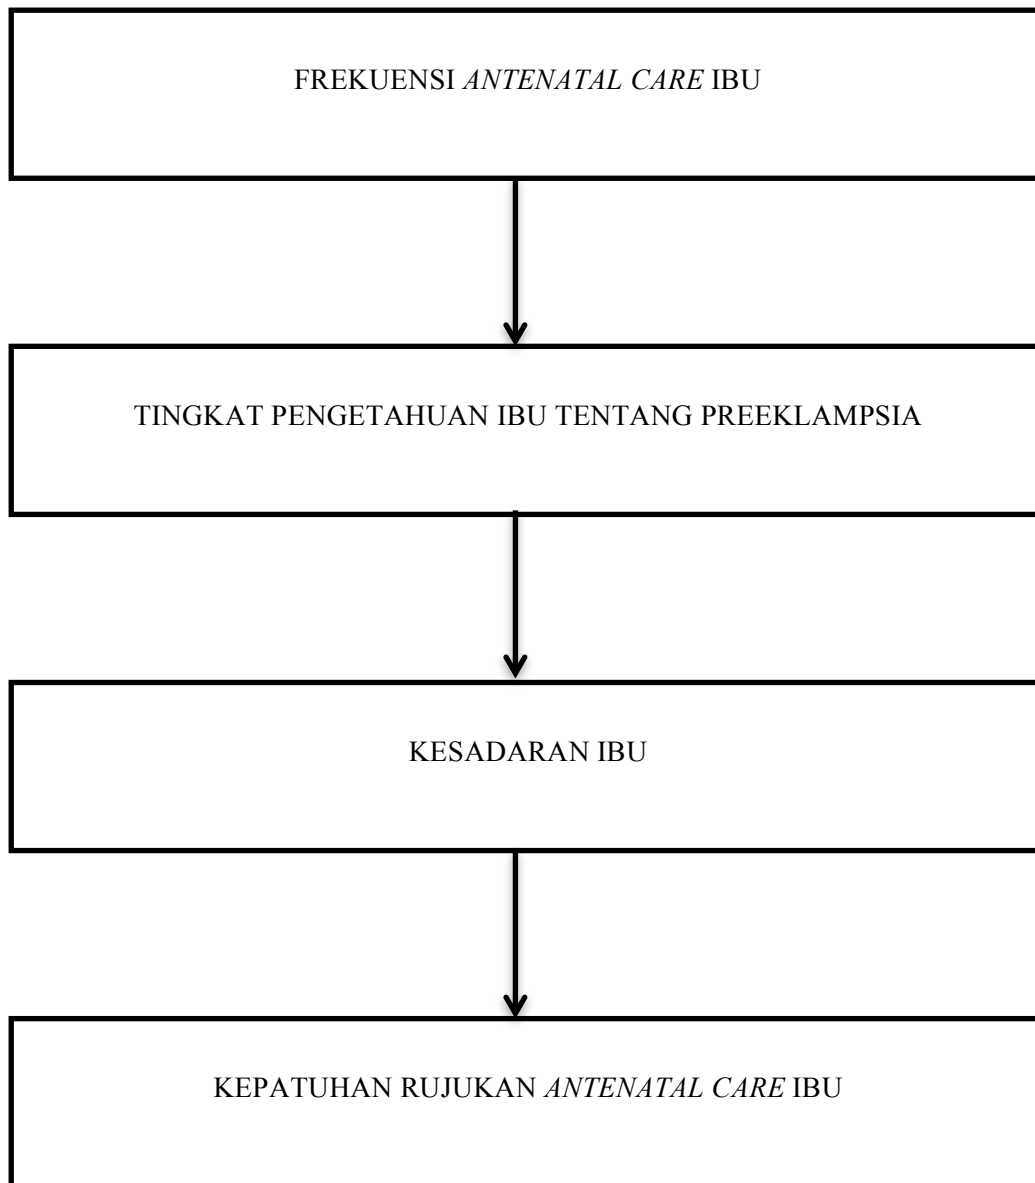 FREKUENSI ANTENATAL CARE IBU
TINGKAT PENGETAHUAN IBU TENTANG PREEKLAMPSIA
KESADARAN IBU
KEPATUHAN RUJUKAN ANTENATAL CARE IBU